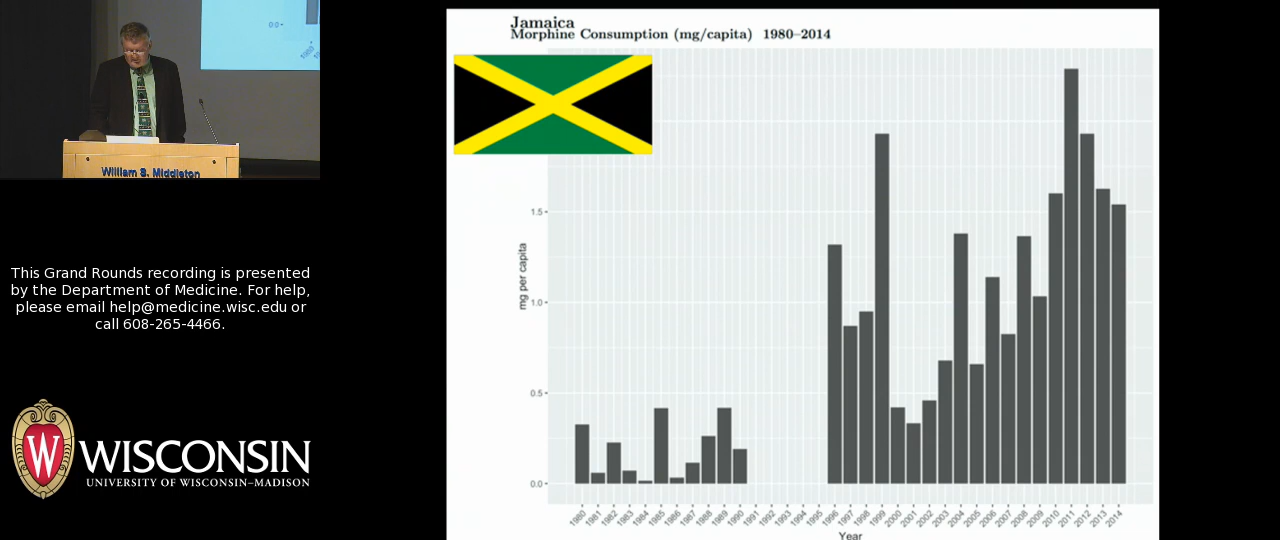 Jamaica
Morphine Consumption (mg/capita) 1980–2014
William S. Middleton
This Grand Rounds recording is presented
by the Department of Medicine. For help,
please email help@medicine.wisc.edu or
call 608-265-4466.
W
WISCONSIN
UNIVERSITY OF WISCONSIN–MADISON
mg per capita
1.5
1.0
0.5
0.0
1980 1981 1982 1983 1984 1985 1986 1987 1988 1989 1990 1991 1992 1993 1994 1995 1996 1997 1998 1999 2000 2001 2002 2003 2004 2005 2006 2007 2008 2009 2010 2011 2012 2013 2014
Year